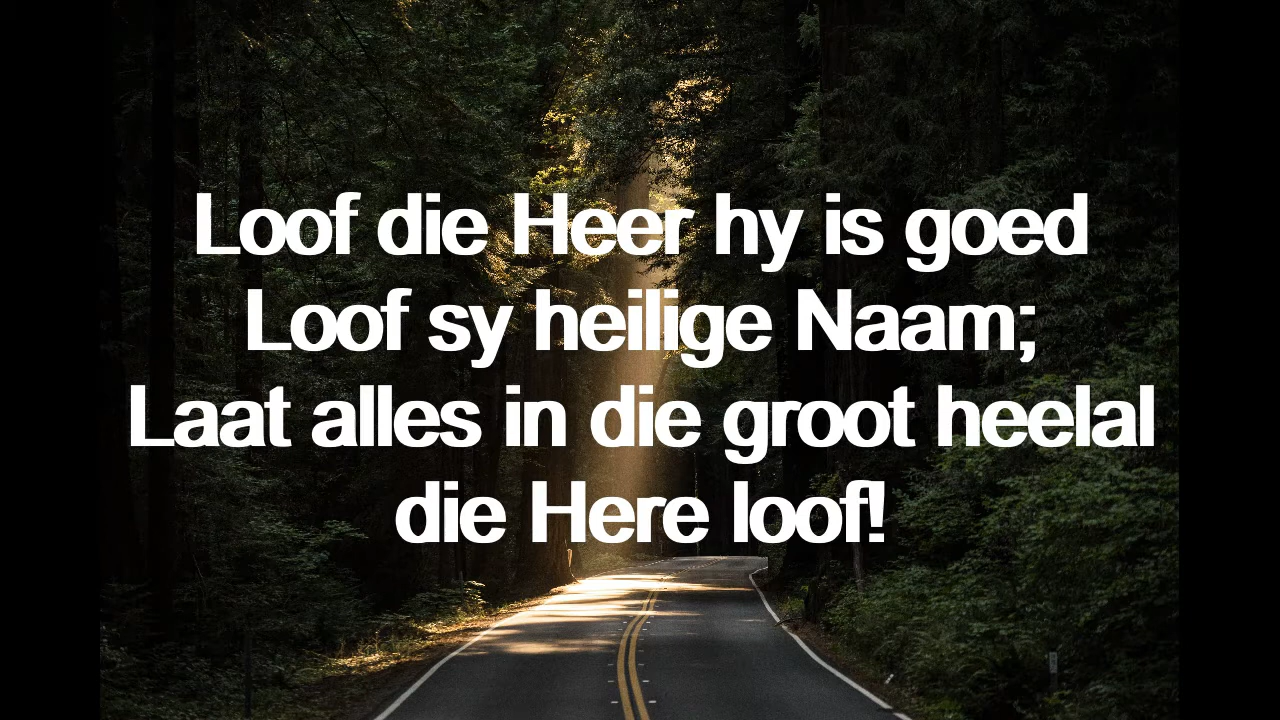 Loof die Heer hy is goed
Loof sy heilige Naam;
Laat alles in die groot heelal
die Here loof!